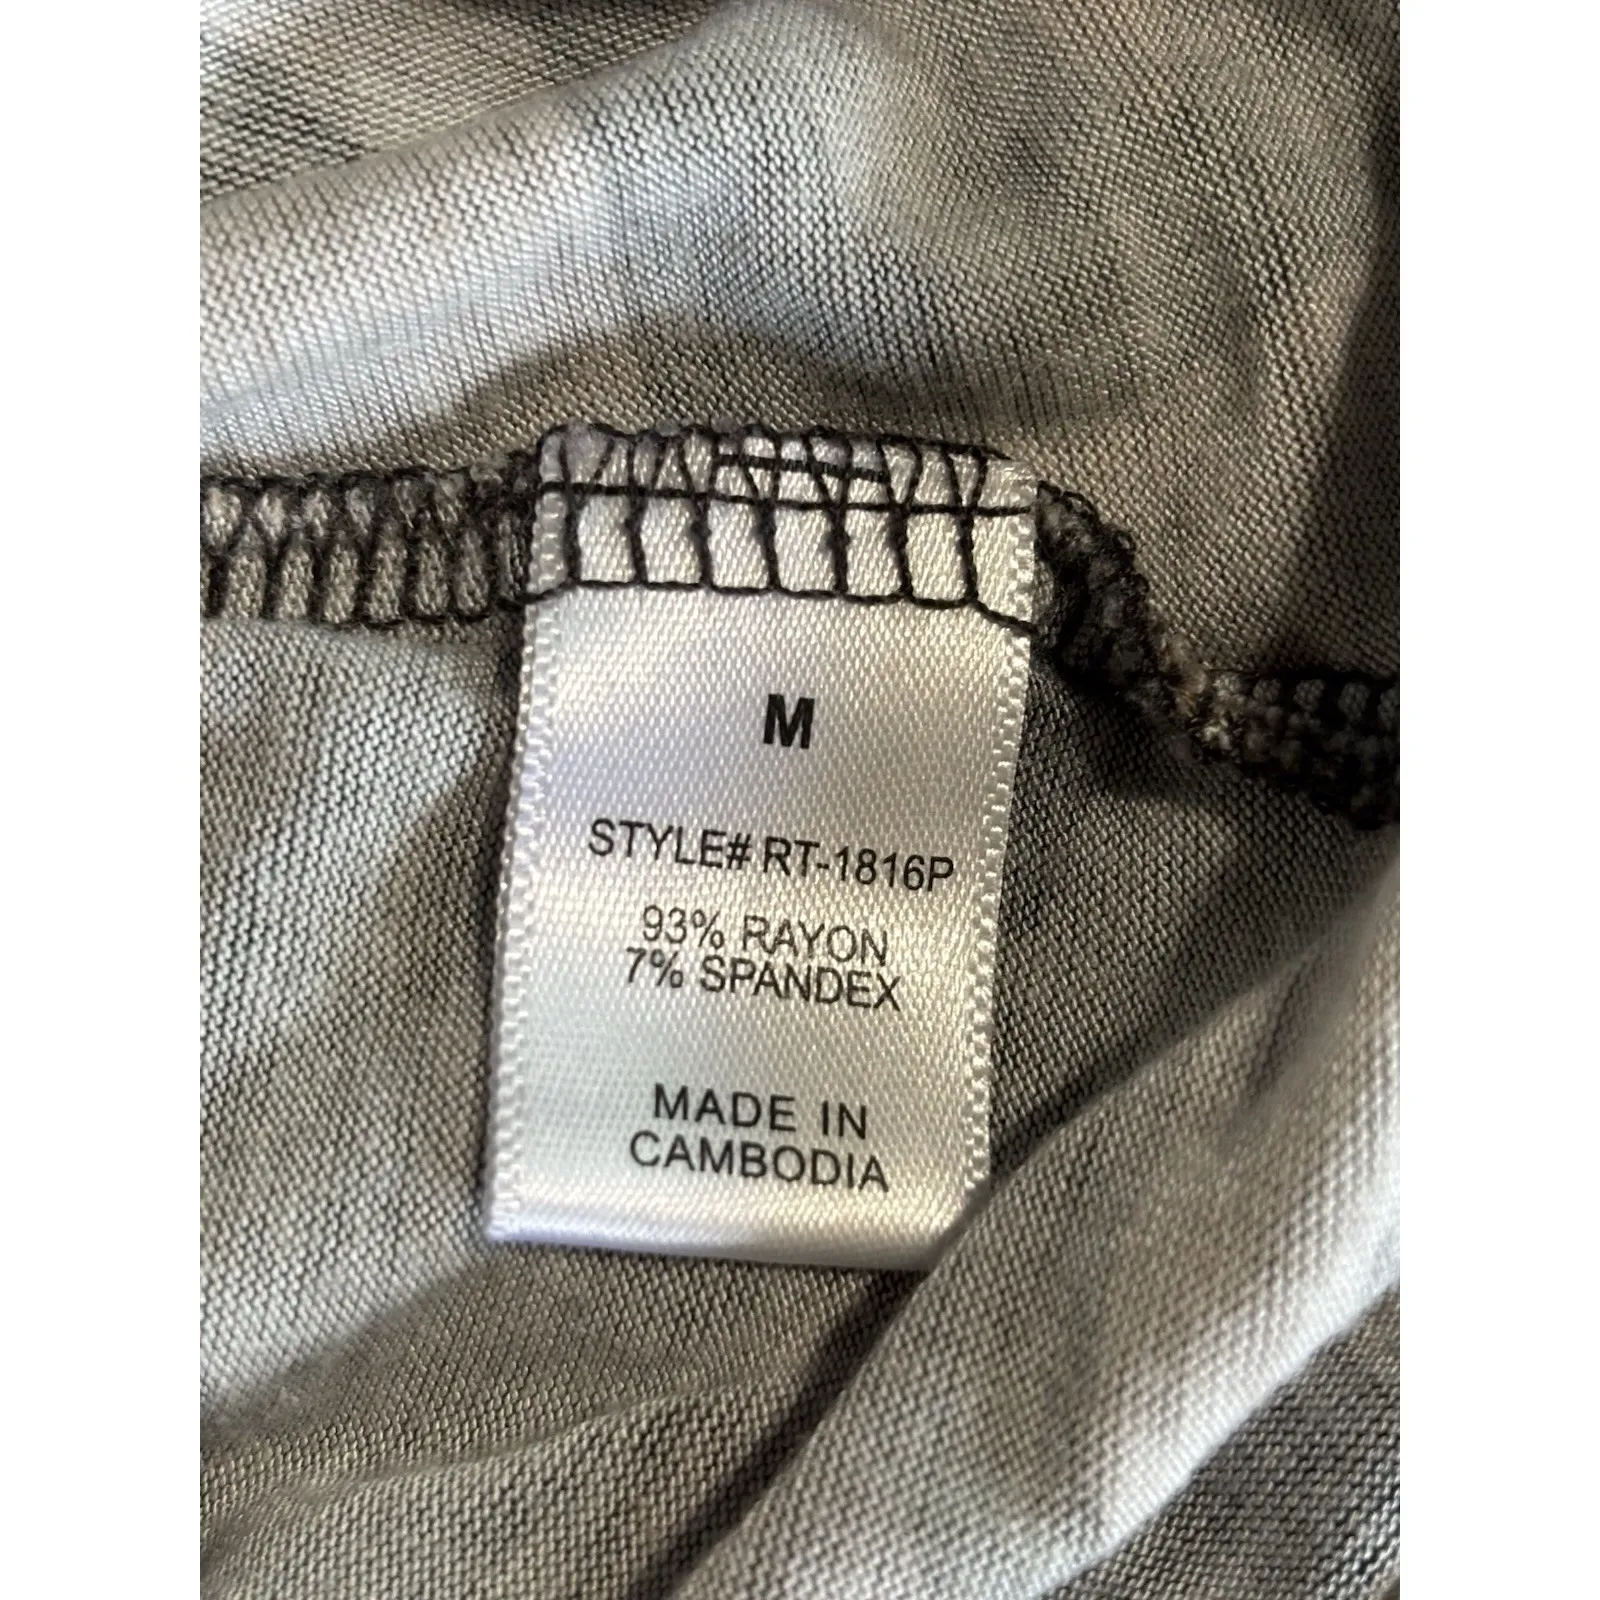 M
STYLE# RT-1816P
93% RAYON
7% SPANDEX
MADE IN
CAMBODIA